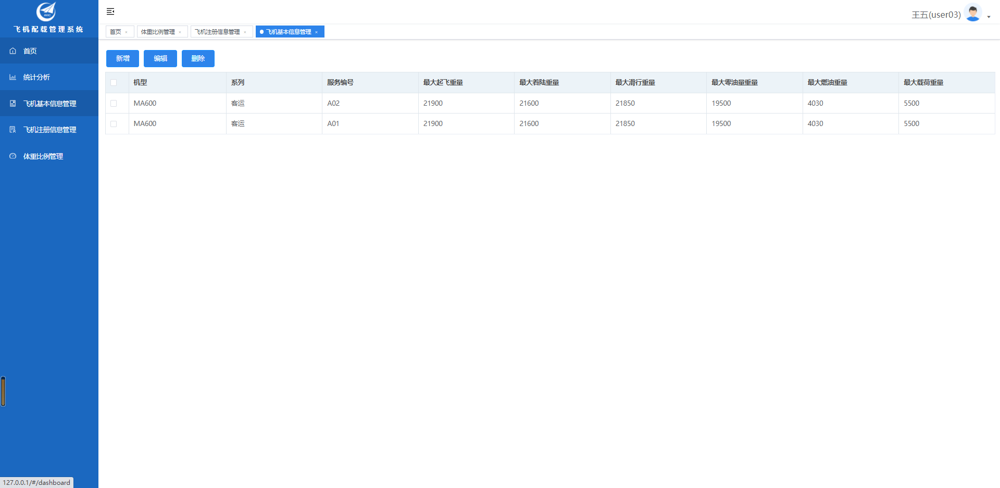 AVIC
飞机配载管理系统
首页
统计分析
飞机基本信息管理
飞机注册信息管理
体重比例管理
王五(user03)
首页 × 体重比例管理 × 飞机注册信息管理 × 飞机基本信息管理 ×
新增 编辑 删除
机型 系列 服务编号 最大起飞重量 最大着陆重量 最大滑行重量 最大零油量重量 最大燃油重量 最大载荷重量
MA600 客运 A02 21900 21600 21850 19500 4030 5500
MA600 客运 A01 21900 21600 21850 19500 4030 5500
127.0.0.1/#/dashboard